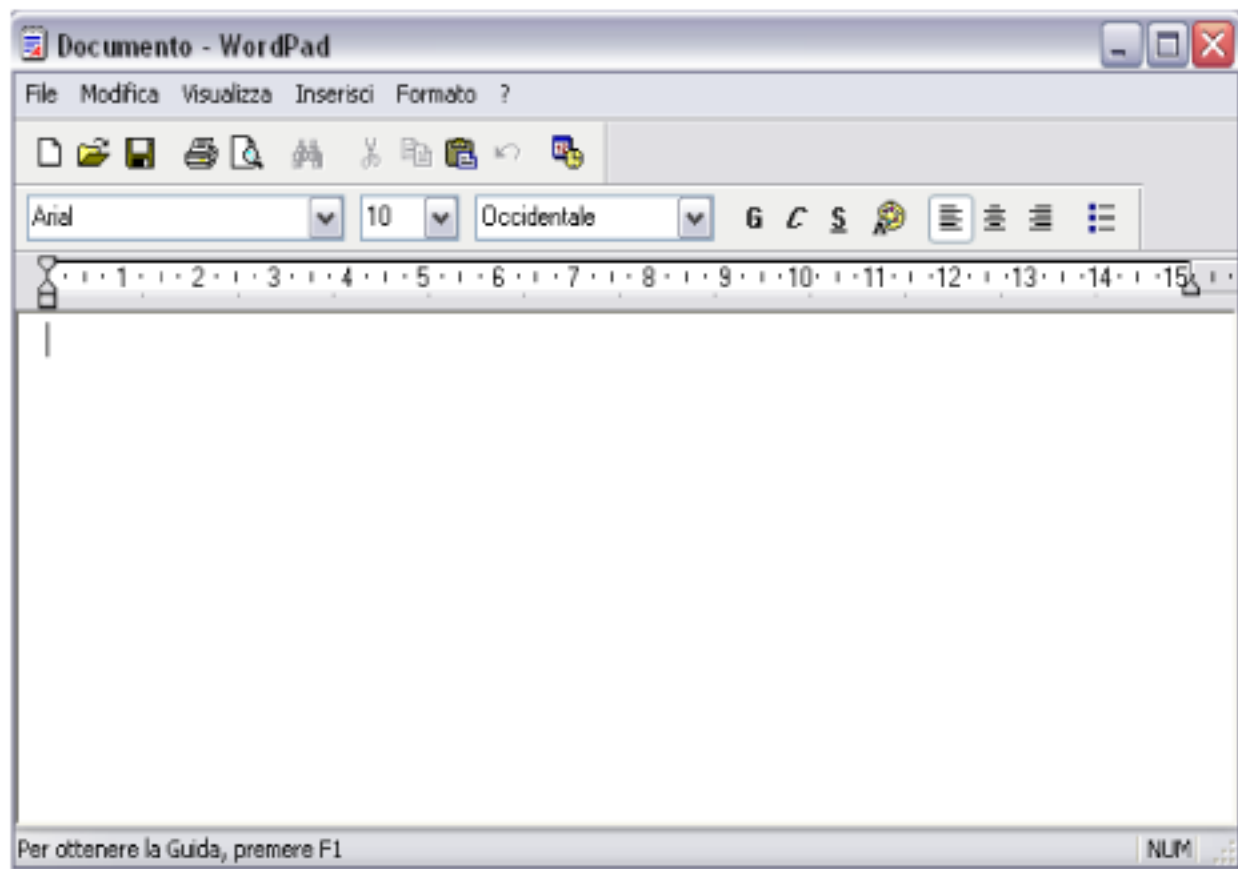 Documento - WordPad
File Modifica Visualizza Inserisci Formato ?
Arial 10 Occidentale G C S
1 2 3 4 5 6 7 8 9 10 11 12 13 14 15
Per ottenere la Guida, premere F1 NUM